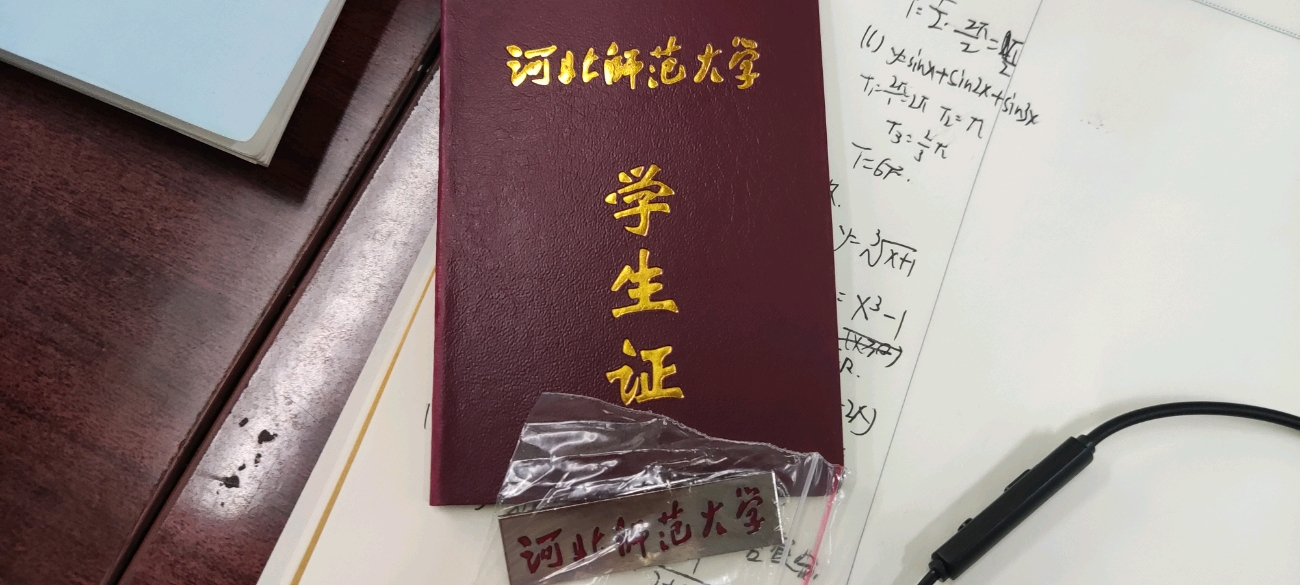 河北师范大学
学
生
证
河北师范大学
(1) y=sinx+sin2x+sin3x
T₁=2π/1=2π T₂=π
T₃=2/3π
T=6π.
y=∛x+1
= x³-1
R.
-2x)